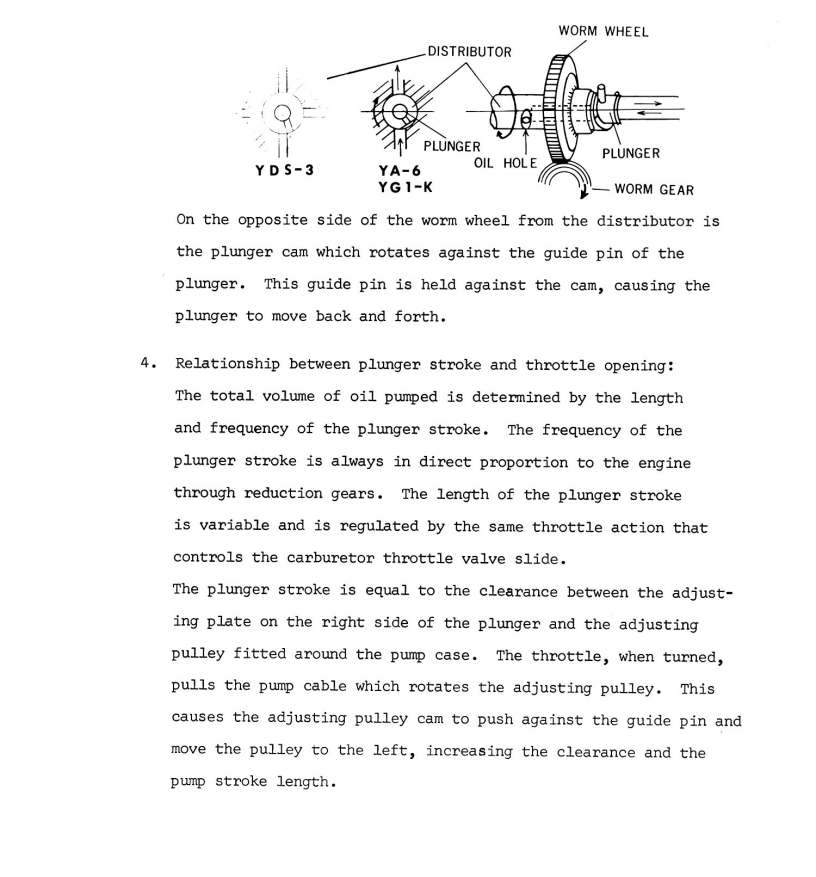 WORM WHEEL
DISTRIBUTOR
PLUNGER
OIL HOLE
PLUNGER
YDS-3
YA-6
YG1-K
WORM GEAR
On the opposite side of the worm wheel from the distributor is
the plunger cam which rotates against the guide pin of the
plunger. This guide pin is held against the cam, causing the
plunger to move back and forth.
4. Relationship between plunger stroke and throttle opening:
The total volume of oil pumped is determined by the length
and frequency of the plunger stroke. The frequency of the
plunger stroke is always in direct proportion to the engine
through reduction gears. The length of the plunger stroke
is variable and is regulated by the same throttle action that
controls the carburetor throttle valve slide.
The plunger stroke is equal to the clearance between the adjust-
ing plate on the right side of the plunger and the adjusting
pulley fitted around the pump case. The throttle, when turned,
pulls the pump cable which rotates the adjusting pulley. This
causes the adjusting pulley cam to push against the guide pin and
move the pulley to the left, increasing the clearance and the
pump stroke length.